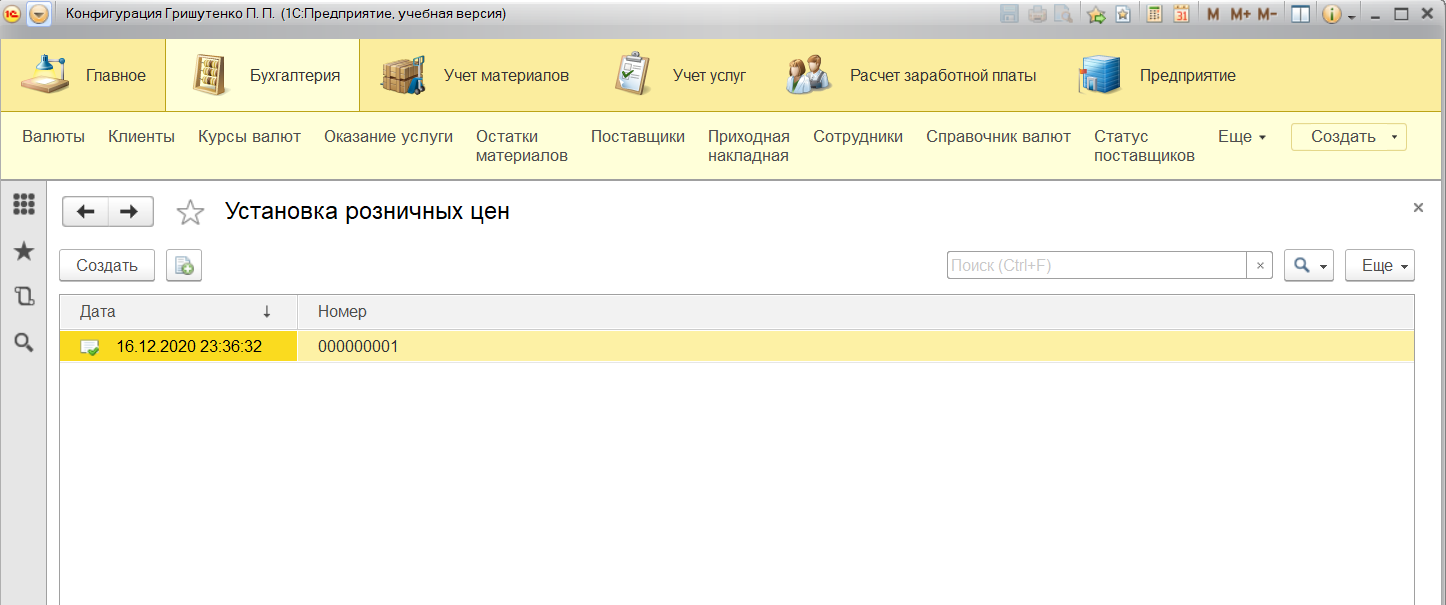 Конфигурация Гришутенко П. П. (1С:Предприятие, учебная версия)
M M+ M-
31
Главное
Бухгалтерия
Учет материалов
Учет услуг
Расчет заработной платы
Предприятие
Валюты
Клиенты
Курсы валют
Оказание услуги
Остатки
материалов
Поставщики
Приходная
накладная
Сотрудники
Справочник валют
Статус
поставщиков
Еще
Создать
Установка розничных цен
Создать
Поиск (Ctrl+F)
Еще
Дата
Номер
16.12.2020 23:36:32
000000001